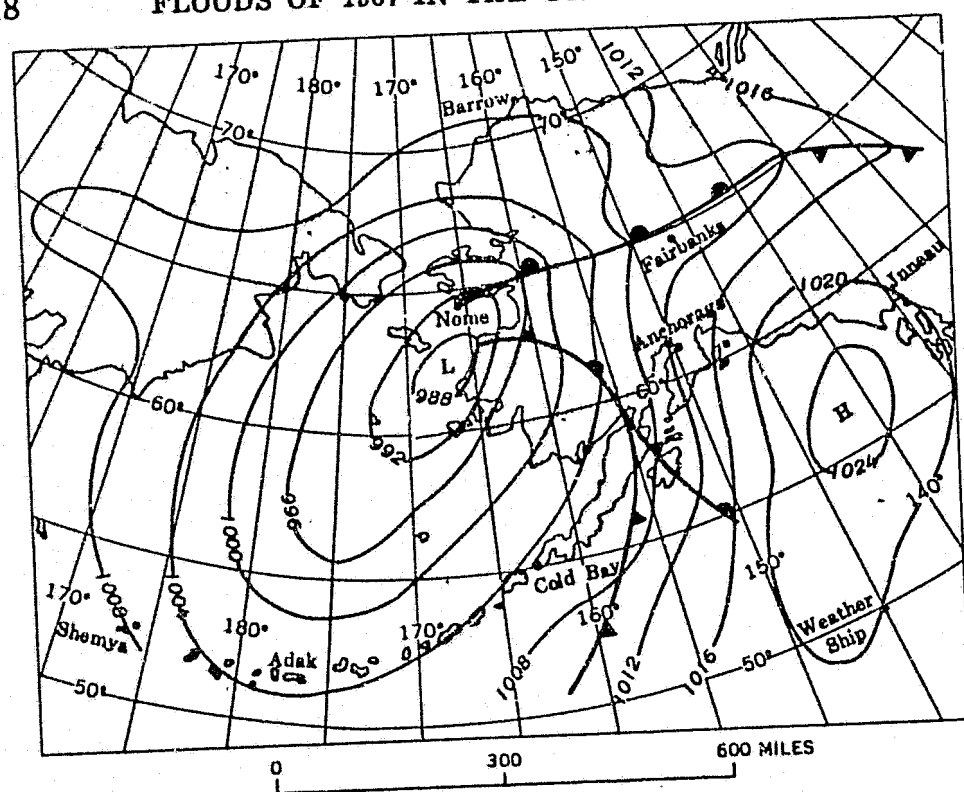 FLOODS OF 1967 IN THE
170° 180° 170° 160° 150° 1012
Barrow 1016
70° 70°
Fairbanks
1020 Juneau
Nome Anchorage
L
988 60°
60° H
992 1024
996 140°
1000
Cold Bay 150°
170° 1008 1004 160°
Shemya 180° 170° Weather
Ship
Adak 1008 1012 1016 50°
50°
0 300 600 MILES